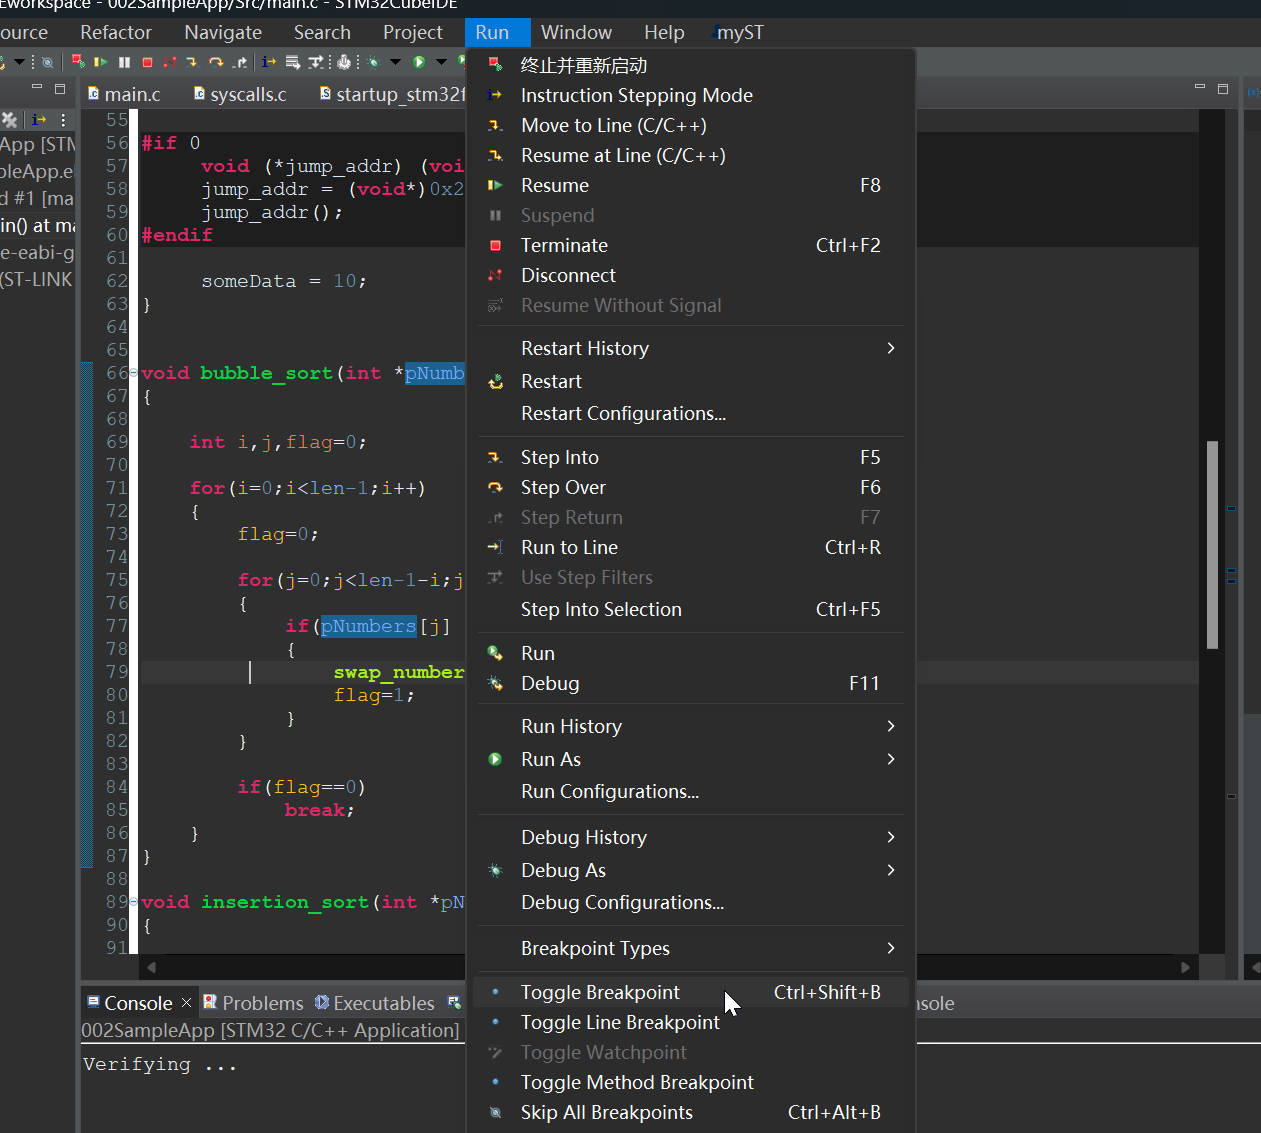 Eworkspace - 002SampleApp/Src/main.c - STM32CubeIDE
ource Refactor Navigate Search Project Run Window Help myST
main.c syscalls.c startup_stm32f
App [STM
pleApp.e
d #1 [ma
in() at ma
e-eabi-g
(ST-LINK
55
56 #if 0
57 void (*jump_addr) (voi
58 jump_addr = (void*)0x2
59 jump_addr();
60 #endif
61
62 someData = 10;
63 }
64
65
66 void bubble_sort(int *pNumb
67 {
68
69 int i,j,flag=0;
70
71 for(i=0;i<len-1;i++)
72 {
73 flag=0;
74
75 for(j=0;j<len-1-i;j
76 {
77 if(pNumbers[j]
78 {
79 swap_number
80 flag=1;
81 }
82 }
83
84 if(flag==0)
85 break;
86 }
87 }
88
89 void insertion_sort(int *pN
90 {
91
终止并重新启动
Instruction Stepping Mode
Move to Line (C/C++)
Resume at Line (C/C++)
Resume F8
Suspend
Terminate Ctrl+F2
Disconnect
Resume Without Signal
Restart History
Restart
Restart Configurations...
Step Into F5
Step Over F6
Step Return F7
Run to Line Ctrl+R
Use Step Filters
Step Into Selection Ctrl+F5
Run
Debug F11
Run History
Run As
Run Configurations...
Debug History
Debug As
Debug Configurations...
Breakpoint Types
Toggle Breakpoint Ctrl+Shift+B
Toggle Line Breakpoint
Toggle Watchpoint
Toggle Method Breakpoint
Skip All Breakpoints Ctrl+Alt+B
Console Problems Executables nsole
002SampleApp [STM32 C/C++ Application]
Verifying ...